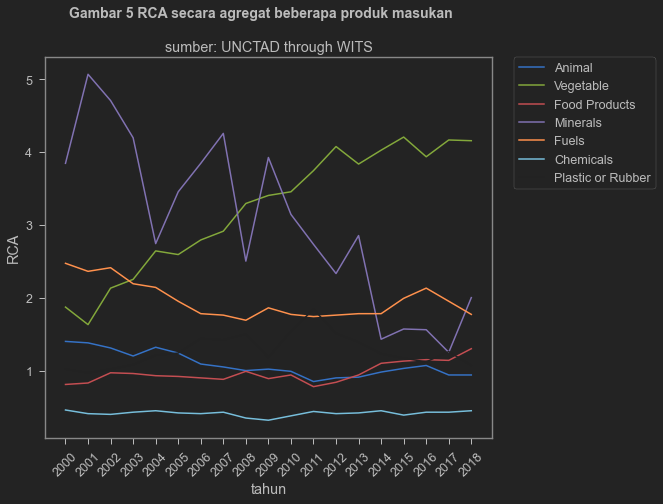 Gambar 5 RCA secara agregat beberapa produk masukan
sumber: UNCTAD through WITS
Animal
Vegetable
Food Products
Minerals
Fuels
Chemicals
Plastic or Rubber
RCA
5
4
3
2
1
2000
2001
2002
2003
2004
2005
2006
2007
2008
2009
2010
2011
2012
2013
2014
2015
2016
2017
2018
tahun